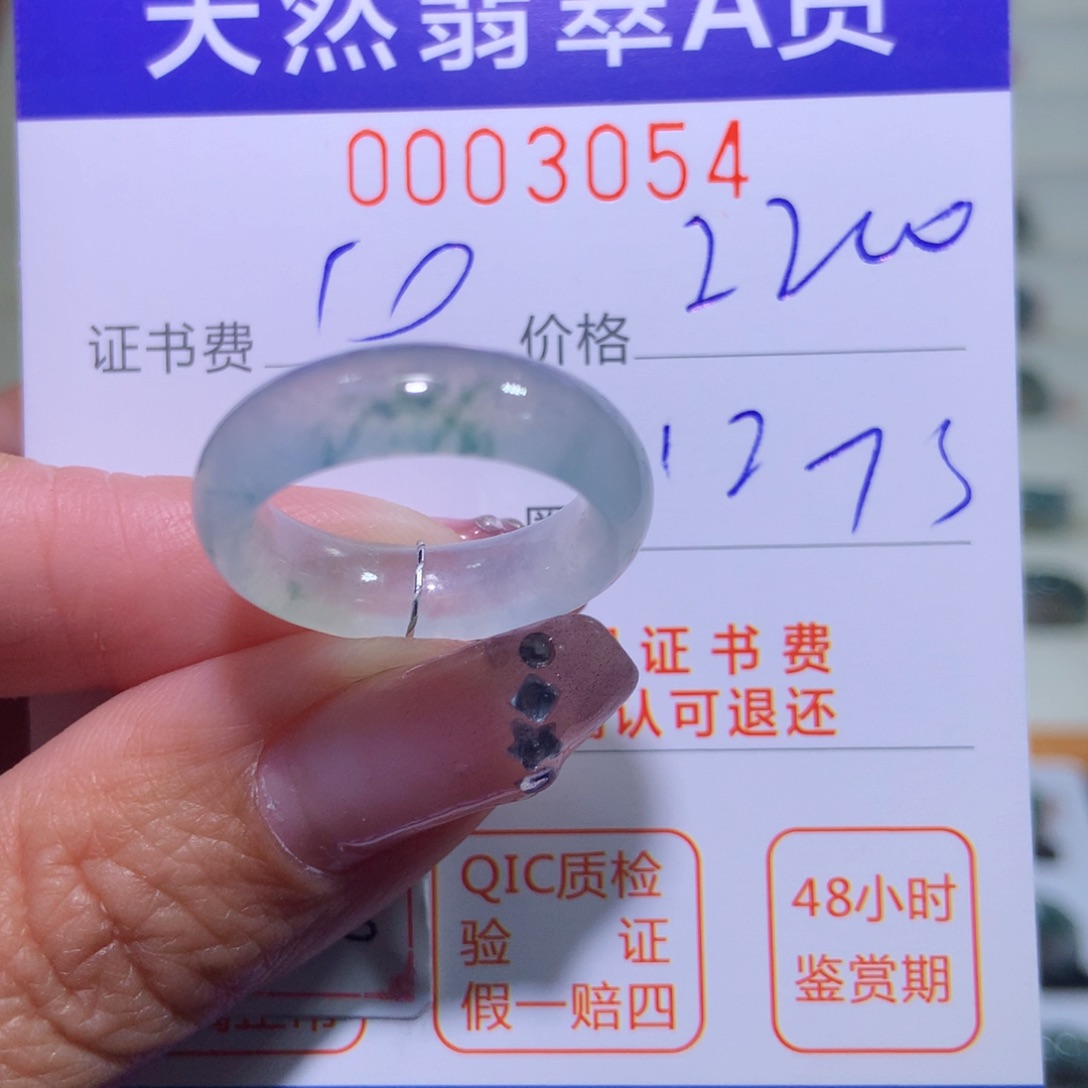 天然翡翠A货
0003054
证书费 10 价格 2200
圈 1275
证书费
认可退还
QIC质检
验 证
假一赔四
48小时
鉴赏期